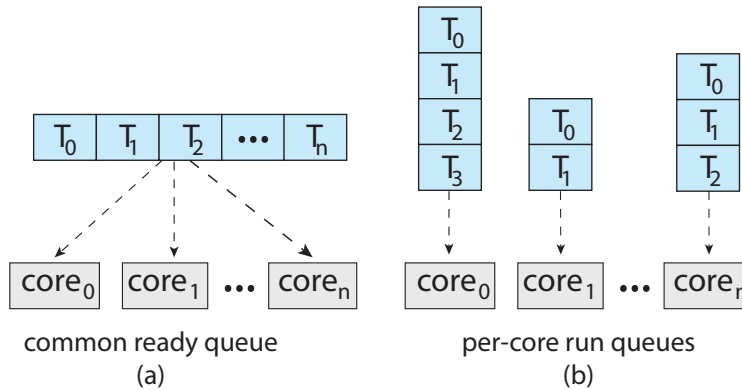 T0 T1 T2 ••• Tn
core0 core1 ••• coren
common ready queue
(a)
T0
T1
T2
T3
T0
T1
T0
T1
T2
core0 core1 ••• coren
per-core run queues
(b)